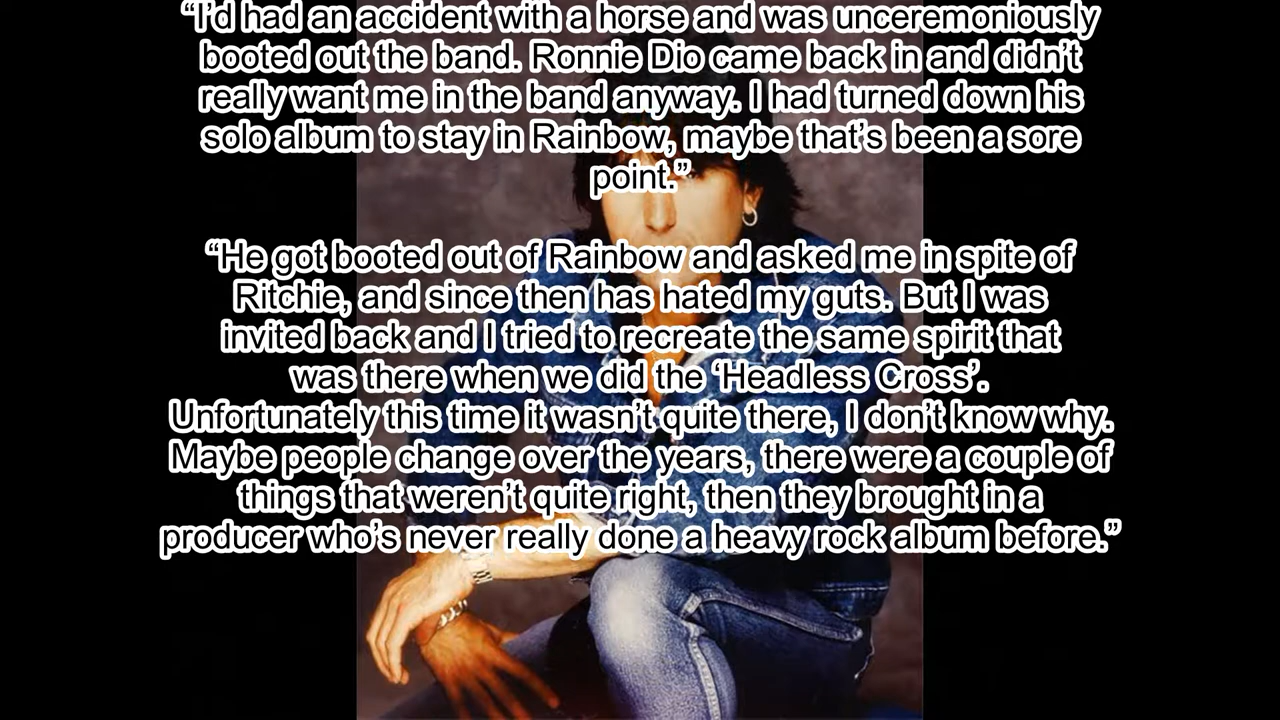 “I’d had an accident with a horse and was unceremoniously
booted out the band. Ronnie Dio came back in and didn’t
really want me in the band anyway. I had turned down his
solo album to stay in Rainbow, maybe that’s been a sore
point.”
“He got booted out of Rainbow and asked me in spite of
Ritchie, and since then has hated my guts. But I was
invited back and I tried to recreate the same spirit that
was there when we did the ‘Headless Cross’.
Unfortunately this time it wasn’t quite there, I don’t know why.
Maybe people change over the years, there were a couple of
things that weren’t quite right, then they brought in a
producer who’s never really done a heavy rock album before.”